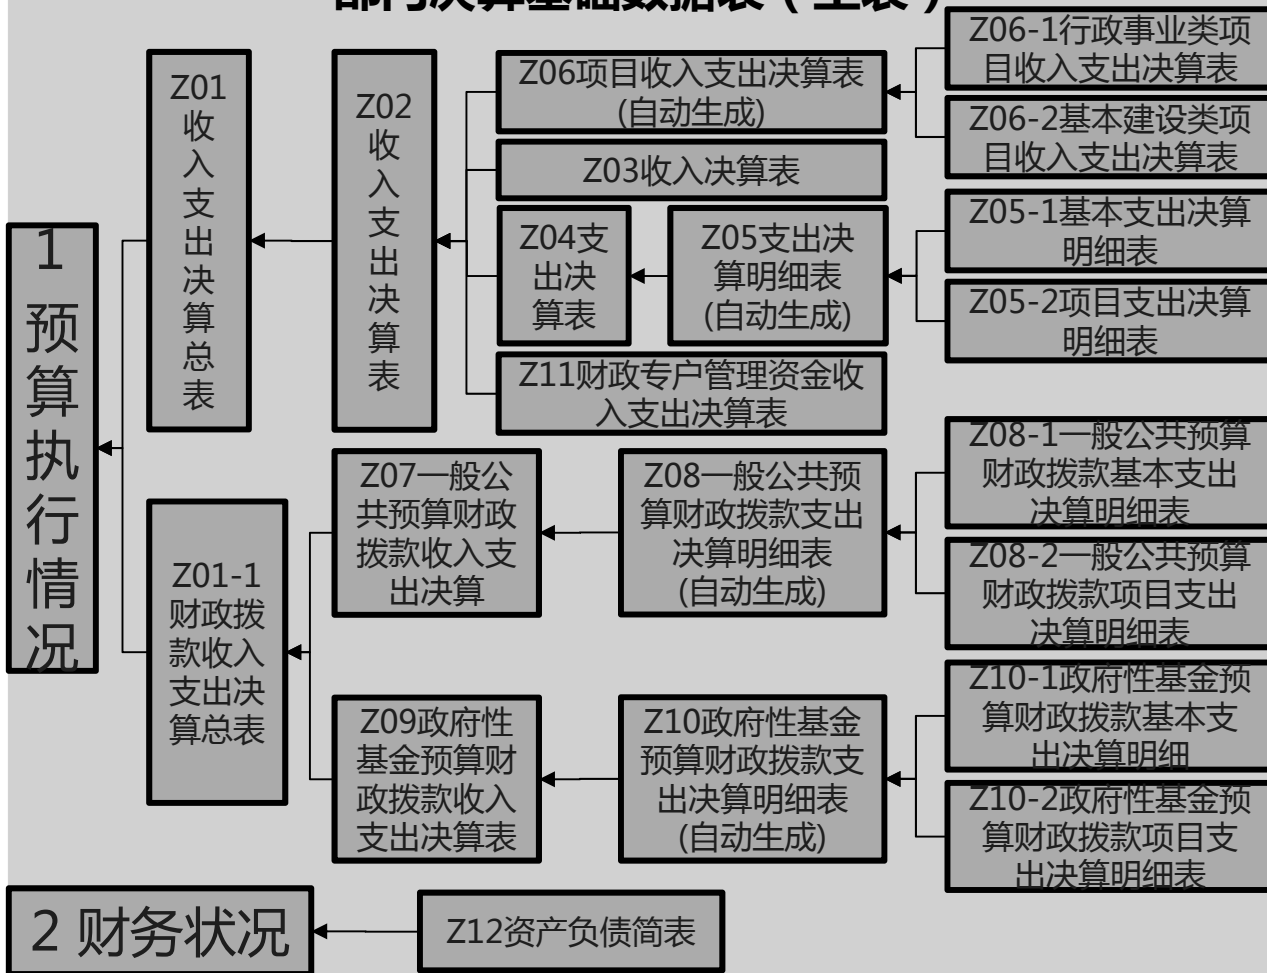 部门决算基础数据表（主表）
Z06-1行政事业类项
目收入支出决算表
Z06-2基本建设类项
目收入支出决算表
Z06项目收入支出决算表
(自动生成)
Z03收入决算表
Z01
收
入
支
出
决
算
总
表
Z02
收
入
支
出
决
算
表
Z04支
出决
算表
Z05支出决
算明细表
(自动生成)
Z05-1基本支出决算
明细表
Z05-2项目支出决算
明细表
Z11财政专户管理资金收
入支出决算表
1
预
算
执
行
情
况
Z07一般公
共预算财政
拨款收入支
出决算
Z08一般公共预
算财政拨款支出
决算明细表
(自动生成)
Z08-1一般公共预算
财政拨款基本支出
决算明细表
Z08-2一般公共预算
财政拨款项目支出
决算明细表
Z01-1
财政拨
款收入
支出决
算总表
Z09政府性
基金预算财
政拨款收入
支出决算表
Z10政府性基金
预算财政拨款支
出决算明细表
(自动生成)
Z10-1政府性基金预
算财政拨款基本支
出决算明细
Z10-2政府性基金预
算财政拨款项目支
出决算明细表
2 财务状况
Z12资产负债简表